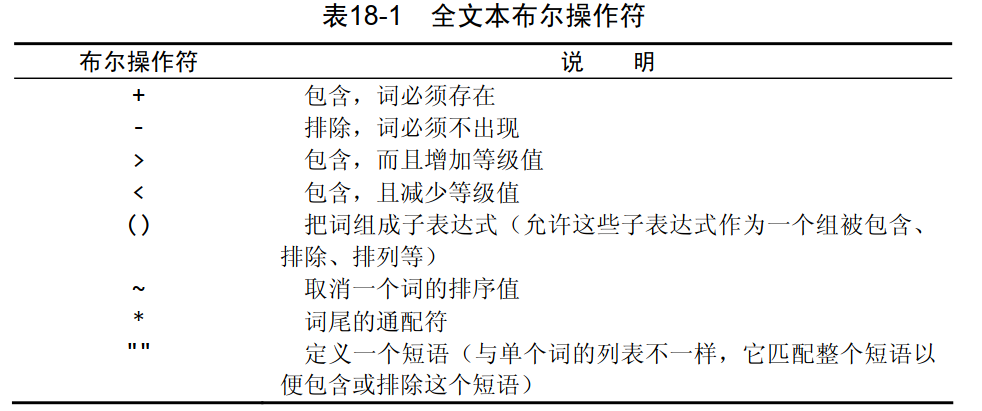 表18-1 全文本布尔操作符
布尔操作符 说 明
+ 包含，词必须存在
- 排除，词必须不出现
> 包含，而且增加等级值
< 包含，且减少等级值
() 把词组成子表达式（允许这些子表达式作为一个组被包含、
排除、排列等）
~ 取消一个词的排序值
* 词尾的通配符
"" 定义一个短语（与单个词的列表不一样，它匹配整个短语以
便包含或排除这个短语）